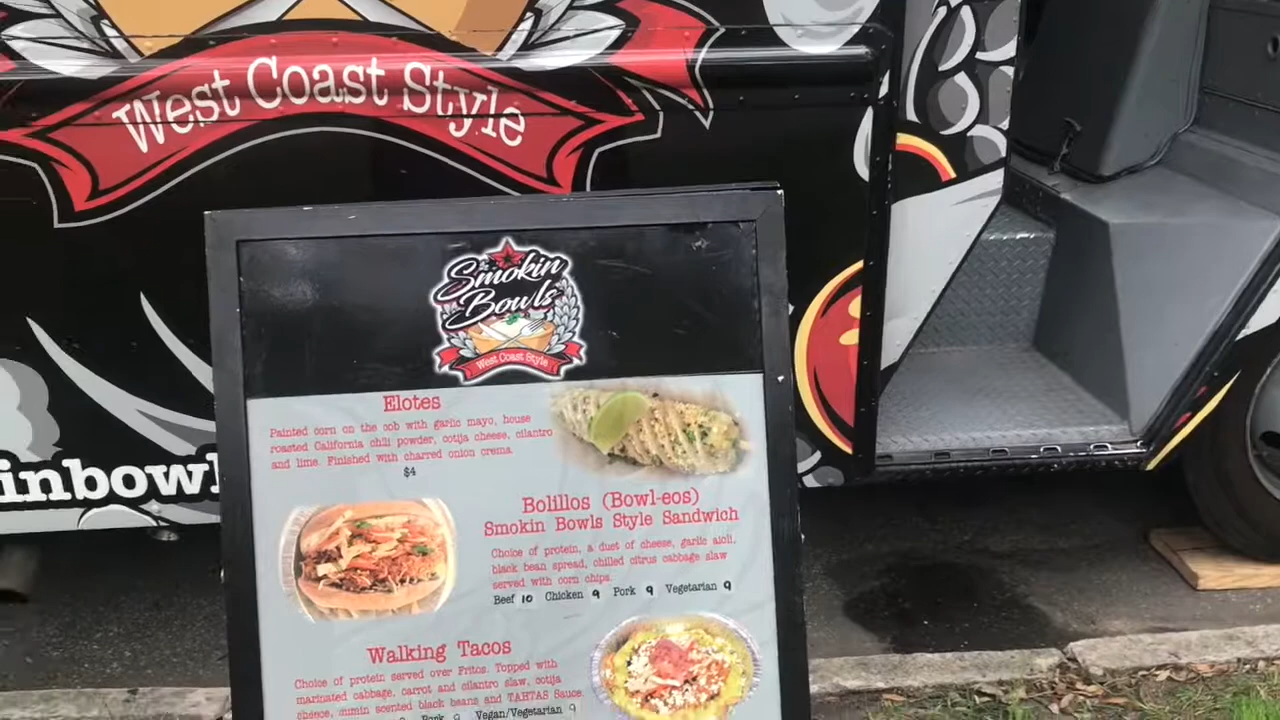 West Coast Style
inbowl
Smokin
Bowls
West Coast Style
Elotes
Painted corn on the cob with garlic mayo, house
roasted California chili powder, cotija cheese, cilantro
and lime. Finished with charred onion crema.
$4
Bolillos (Bowl-eos)
Smokin Bowls Style Sandwich
Choice of protein, a duet of cheese, garlic aioli,
black bean spread, chilled citrus cabbage slaw
served with corn chips.
Beef 10 Chicken 9 Pork 9 Vegetarian 9
Walking Tacos
Choice of protein served over Fritos. Topped with
marinated cabbage, carrot and cilantro slaw, cotija
cheese, cumin scented black beans and TAHTAS Sauce.
Pork 9 Vegan/Vegetarian 9